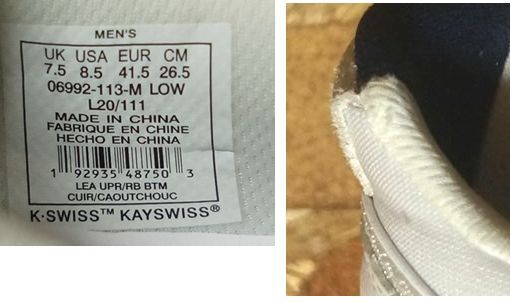 MEN'S
UK USA EUR CM
7.5 8.5 41.5 26.5
06992-113-M LOW
L20/111
MADE IN CHINA
FABRIQUE EN CHINE
HECHO EN CHINA
1 92935 48750 3
LEA UPR/RB BTM
CUIR/CAOUTCHOUC
K·SWISS™ KAYSWISS®